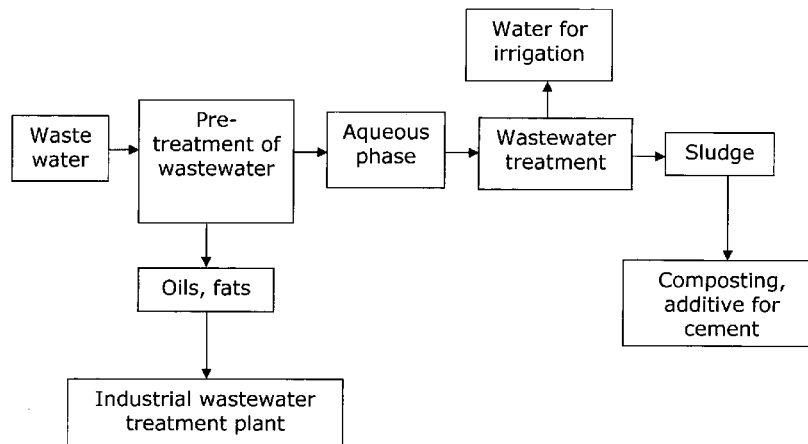 Water for
irrigation
Waste
water
Pre-
treatment of
wastewater
Aqueous
phase
Wastewater
treatment
Sludge
Oils, fats
Composting,
additive for
cement
Industrial wastewater
treatment plant